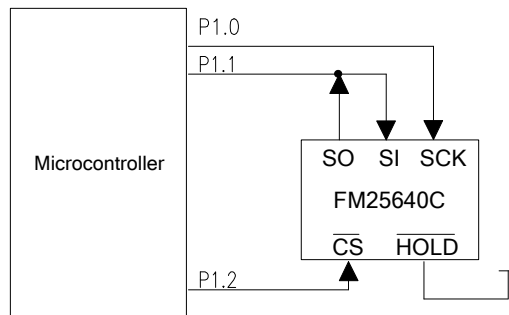 P1.0
P1.1
Microcontroller
SO SI SCK
FM25640C
CS HOLD
P1.2